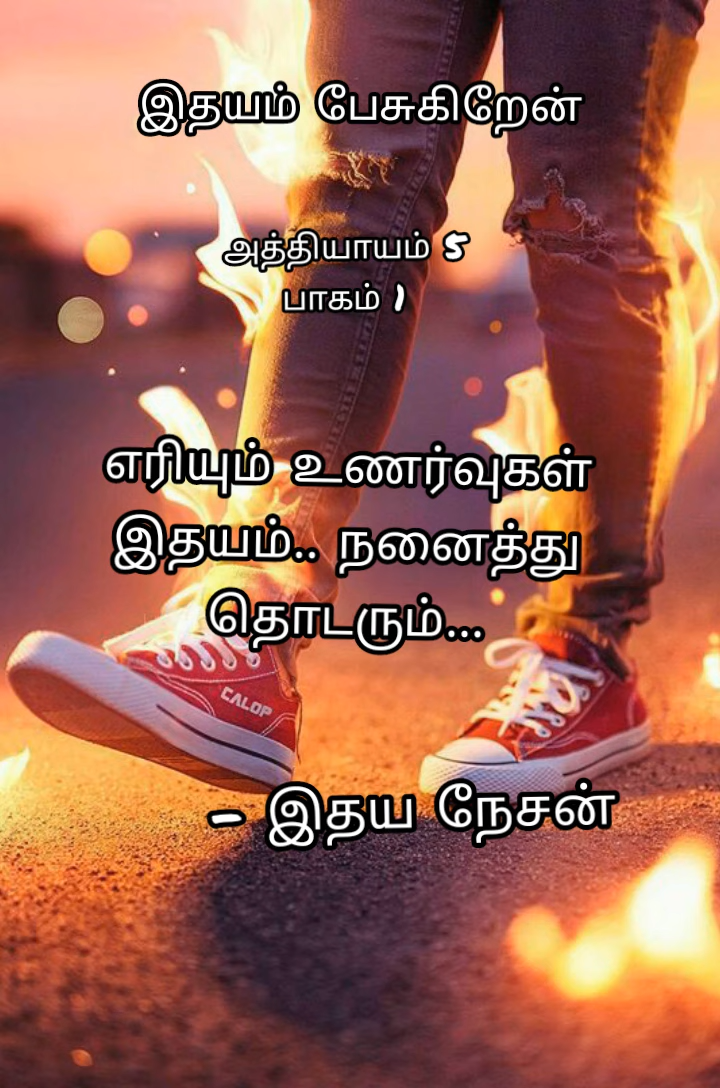 இதயம் பேசுகிறேன்
அத்தியாயம் 5
பாகம் 1
எரியும் உணர்வுகள்
இதயம்.. நனைத்து
தொடரும்...
CALOP
- இதய நேசன்